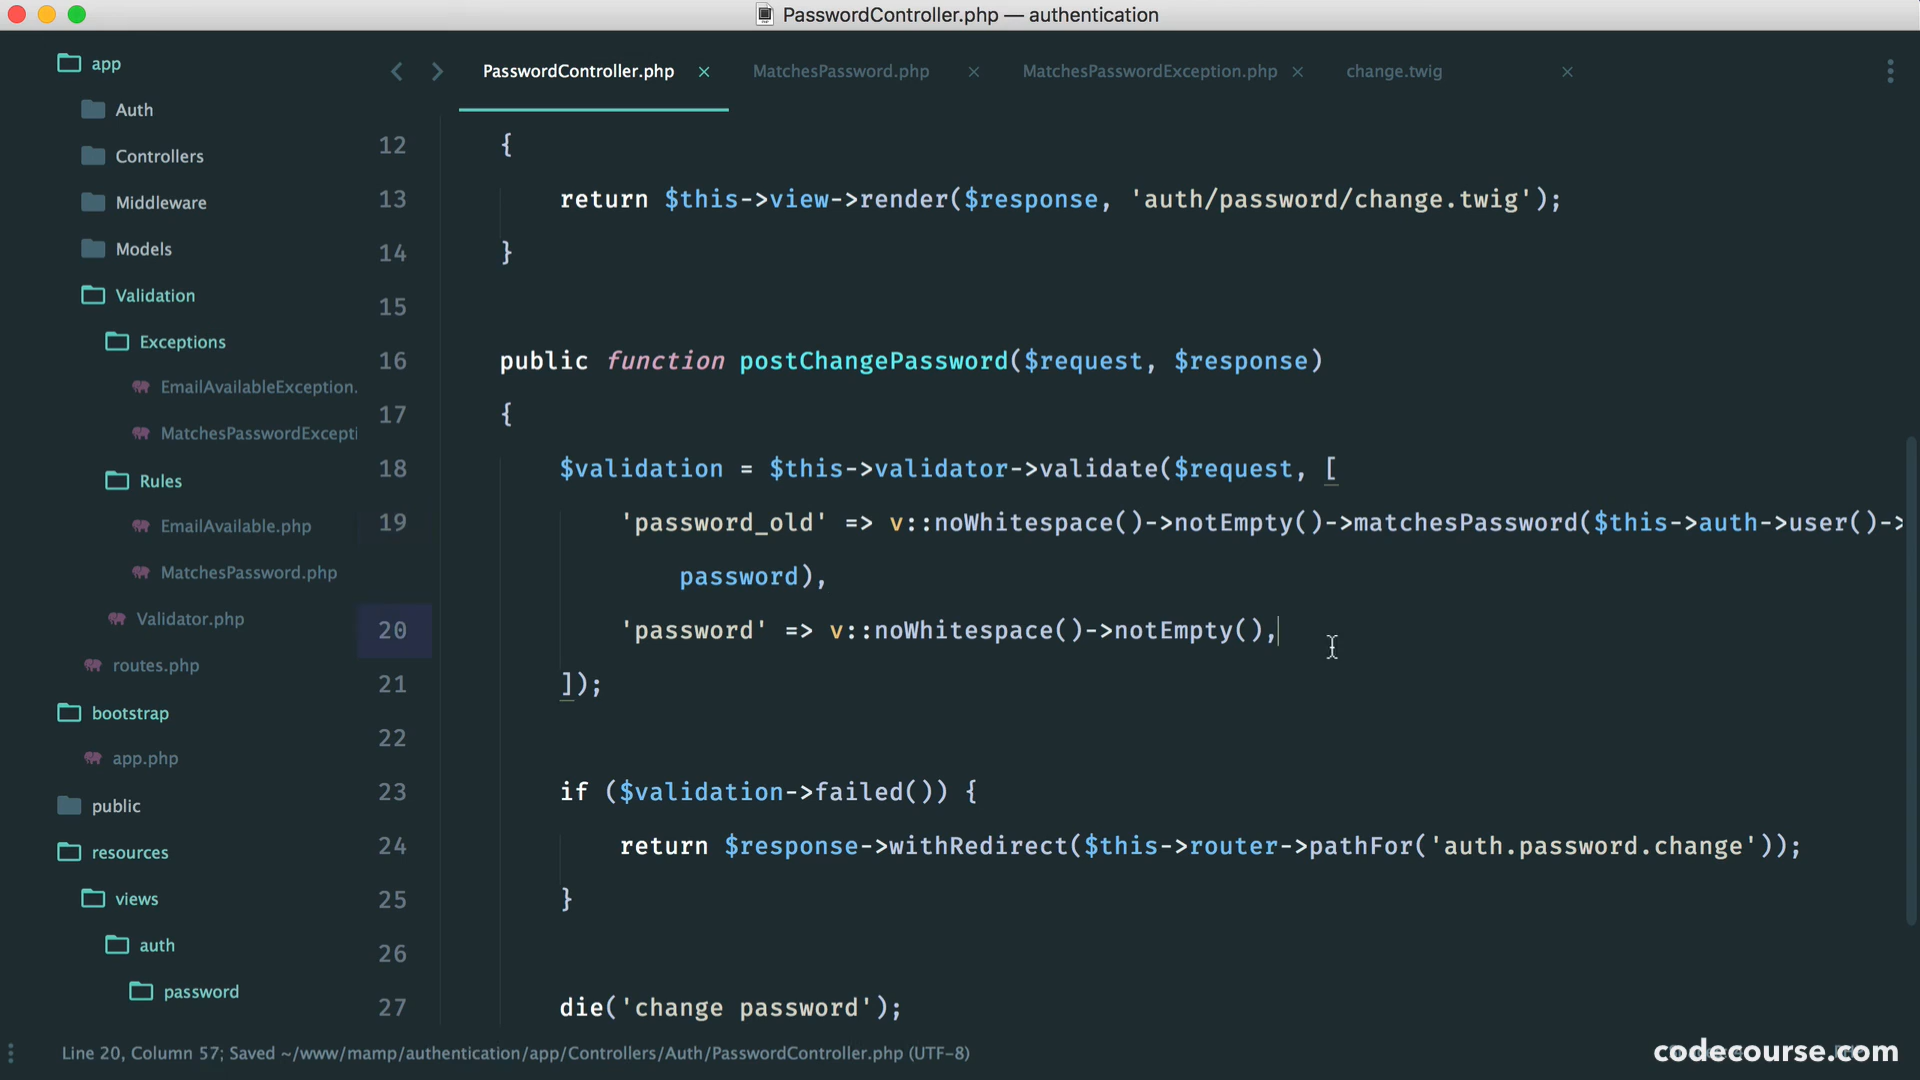 PasswordController.php — authentication
app
Auth
Controllers
Middleware
Models
Validation
Exceptions
EmailAvailableException.
MatchesPasswordExcepti
Rules
EmailAvailable.php
MatchesPassword.php
Validator.php
routes.php
bootstrap
app.php
public
resources
views
auth
password
PasswordController.php × MatchesPassword.php × MatchesPasswordException.php × change.twig ×
12 {
13 return $this->view->render($response, 'auth/password/change.twig');
14 }
15
16 public function postChangePassword($request, $response)
17 {
18 $validation = $this->validator->validate($request, [
19 'password_old' => v::noWhitespace()->notEmpty()->matchesPassword($this->auth->user()->
password),
20 'password' => v::noWhitespace()->notEmpty(),
21 ]);
22
23 if ($validation->failed()) {
24 return $response->withRedirect($this->router->pathFor('auth.password.change'));
25 }
26
27 die('change password');
Line 20, Column 57; Saved ~/www/mamp/authentication/app/Controllers/Auth/PasswordController.php (UTF-8)
codecourse.com